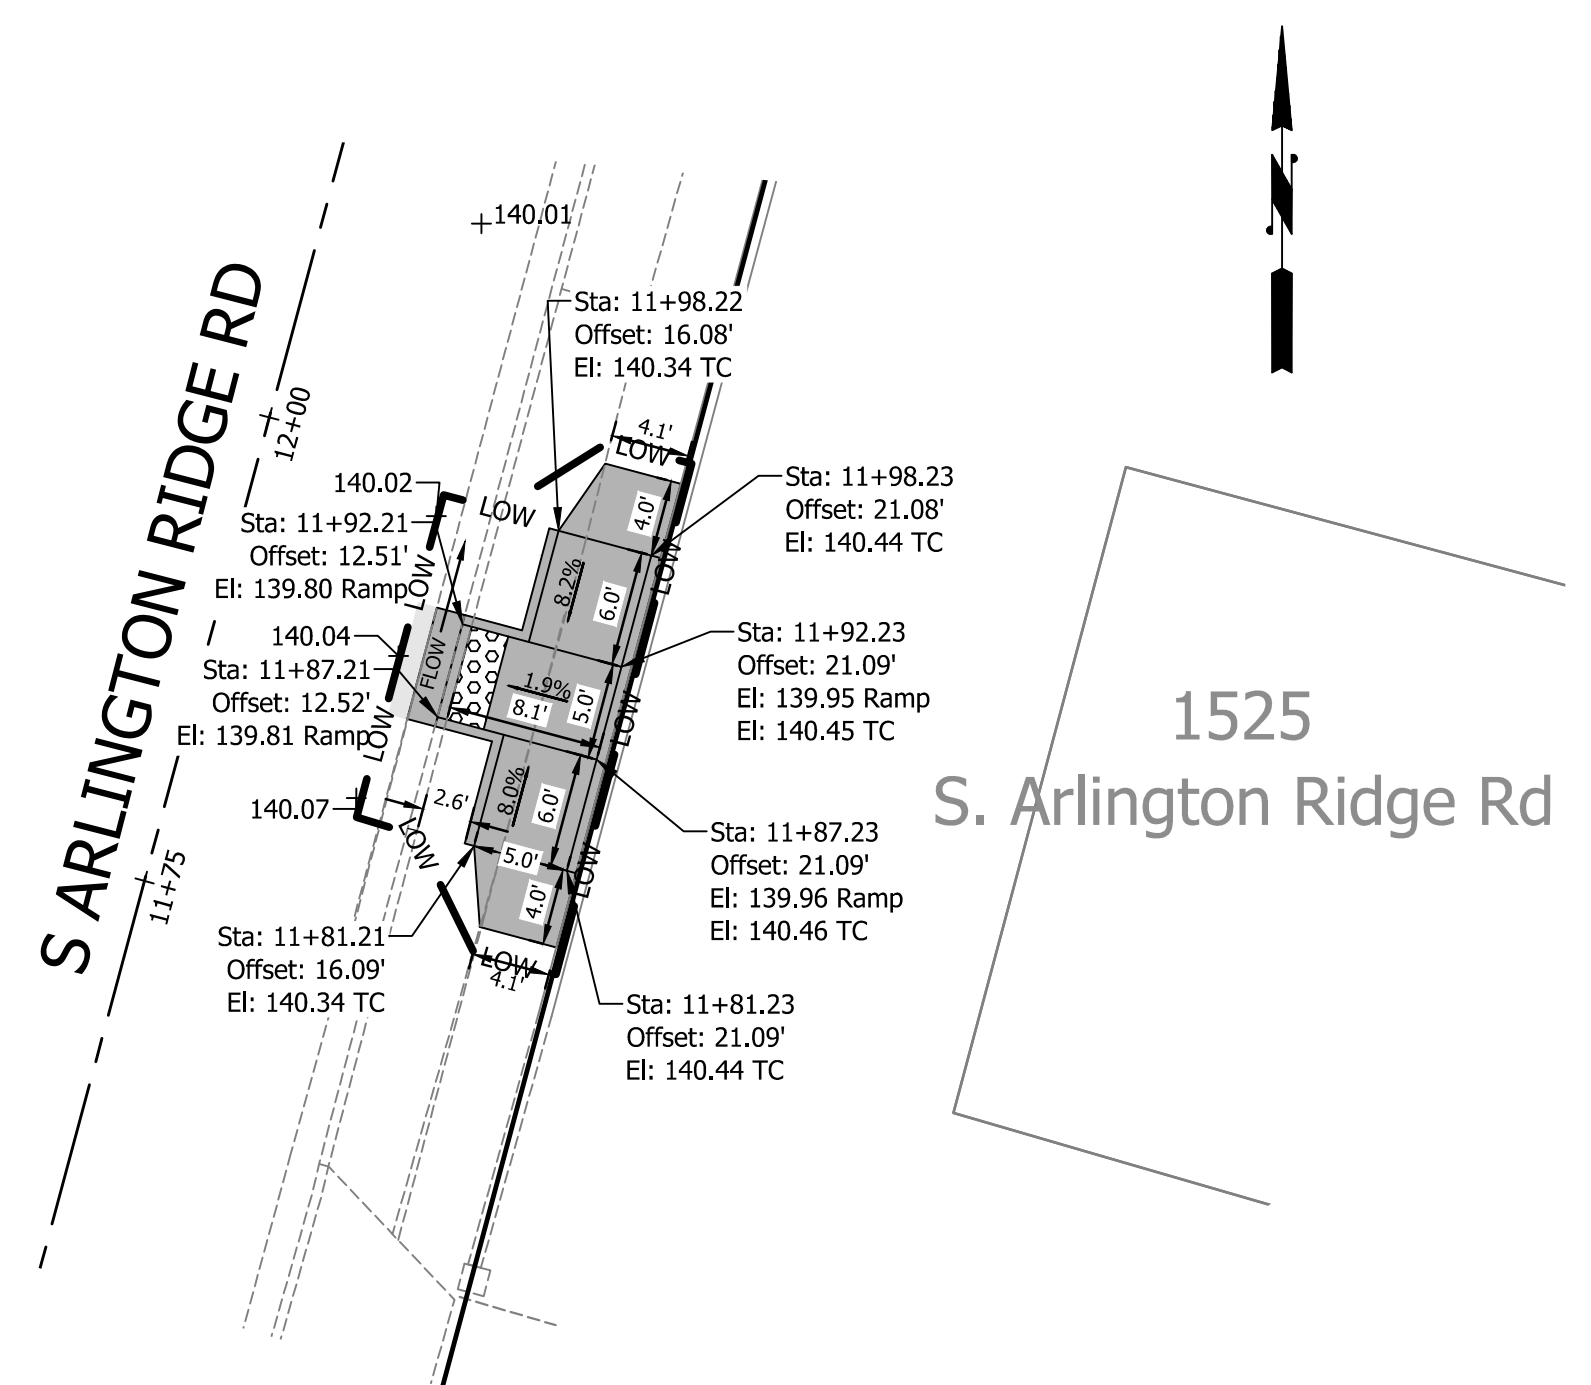 140.01
Sta: 11+98.22
Offset: 16.08'
El: 140.34 TC
S ARLINGTON RIDGE RD
12+00
11+75
4.1'
LOW
140.02
Sta: 11+92.21
Offset: 12.51'
El: 139.80 Ramp
LOW
4.0'
Sta: 11+98.23
Offset: 21.08'
El: 140.44 TC
LOW
LOW
8.2%
6.0'
140.04
Sta: 11+87.21
Offset: 12.52'
El: 139.81 Ramp
FLOW
1.9%
8.1'
5.0'
Sta: 11+92.23
Offset: 21.09'
El: 139.95 Ramp
El: 140.45 TC
LOW
LOW
140.07
2.6'
8.0%
6.0'
LOW
5.0'
4.0'
LOW
Sta: 11+87.23
Offset: 21.09'
El: 139.96 Ramp
El: 140.46 TC
Sta: 11+81.21
Offset: 16.09'
El: 140.34 TC
LOW
4.1'
Sta: 11+81.23
Offset: 21.09'
El: 140.44 TC
1525
S. Arlington Ridge Rd
N